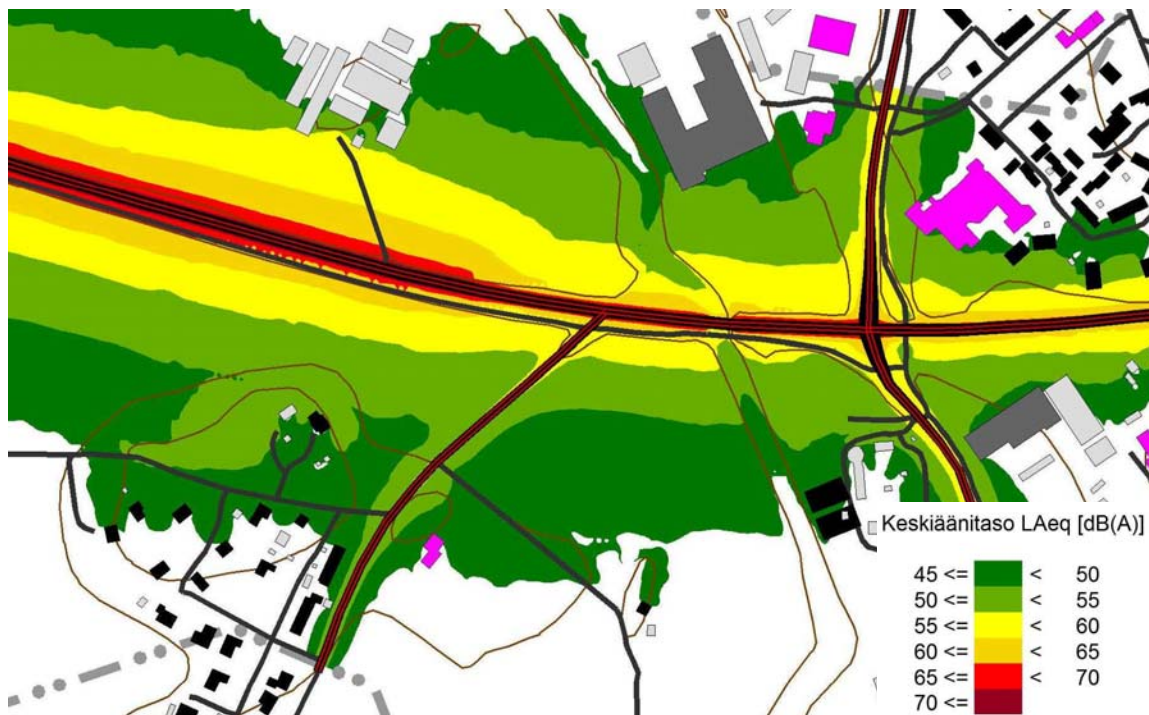 Keskiäänitaso LAeq [dB(A)]
45 <= < 50
50 <= < 55
55 <= < 60
60 <= < 65
65 <= < 70
70 <=